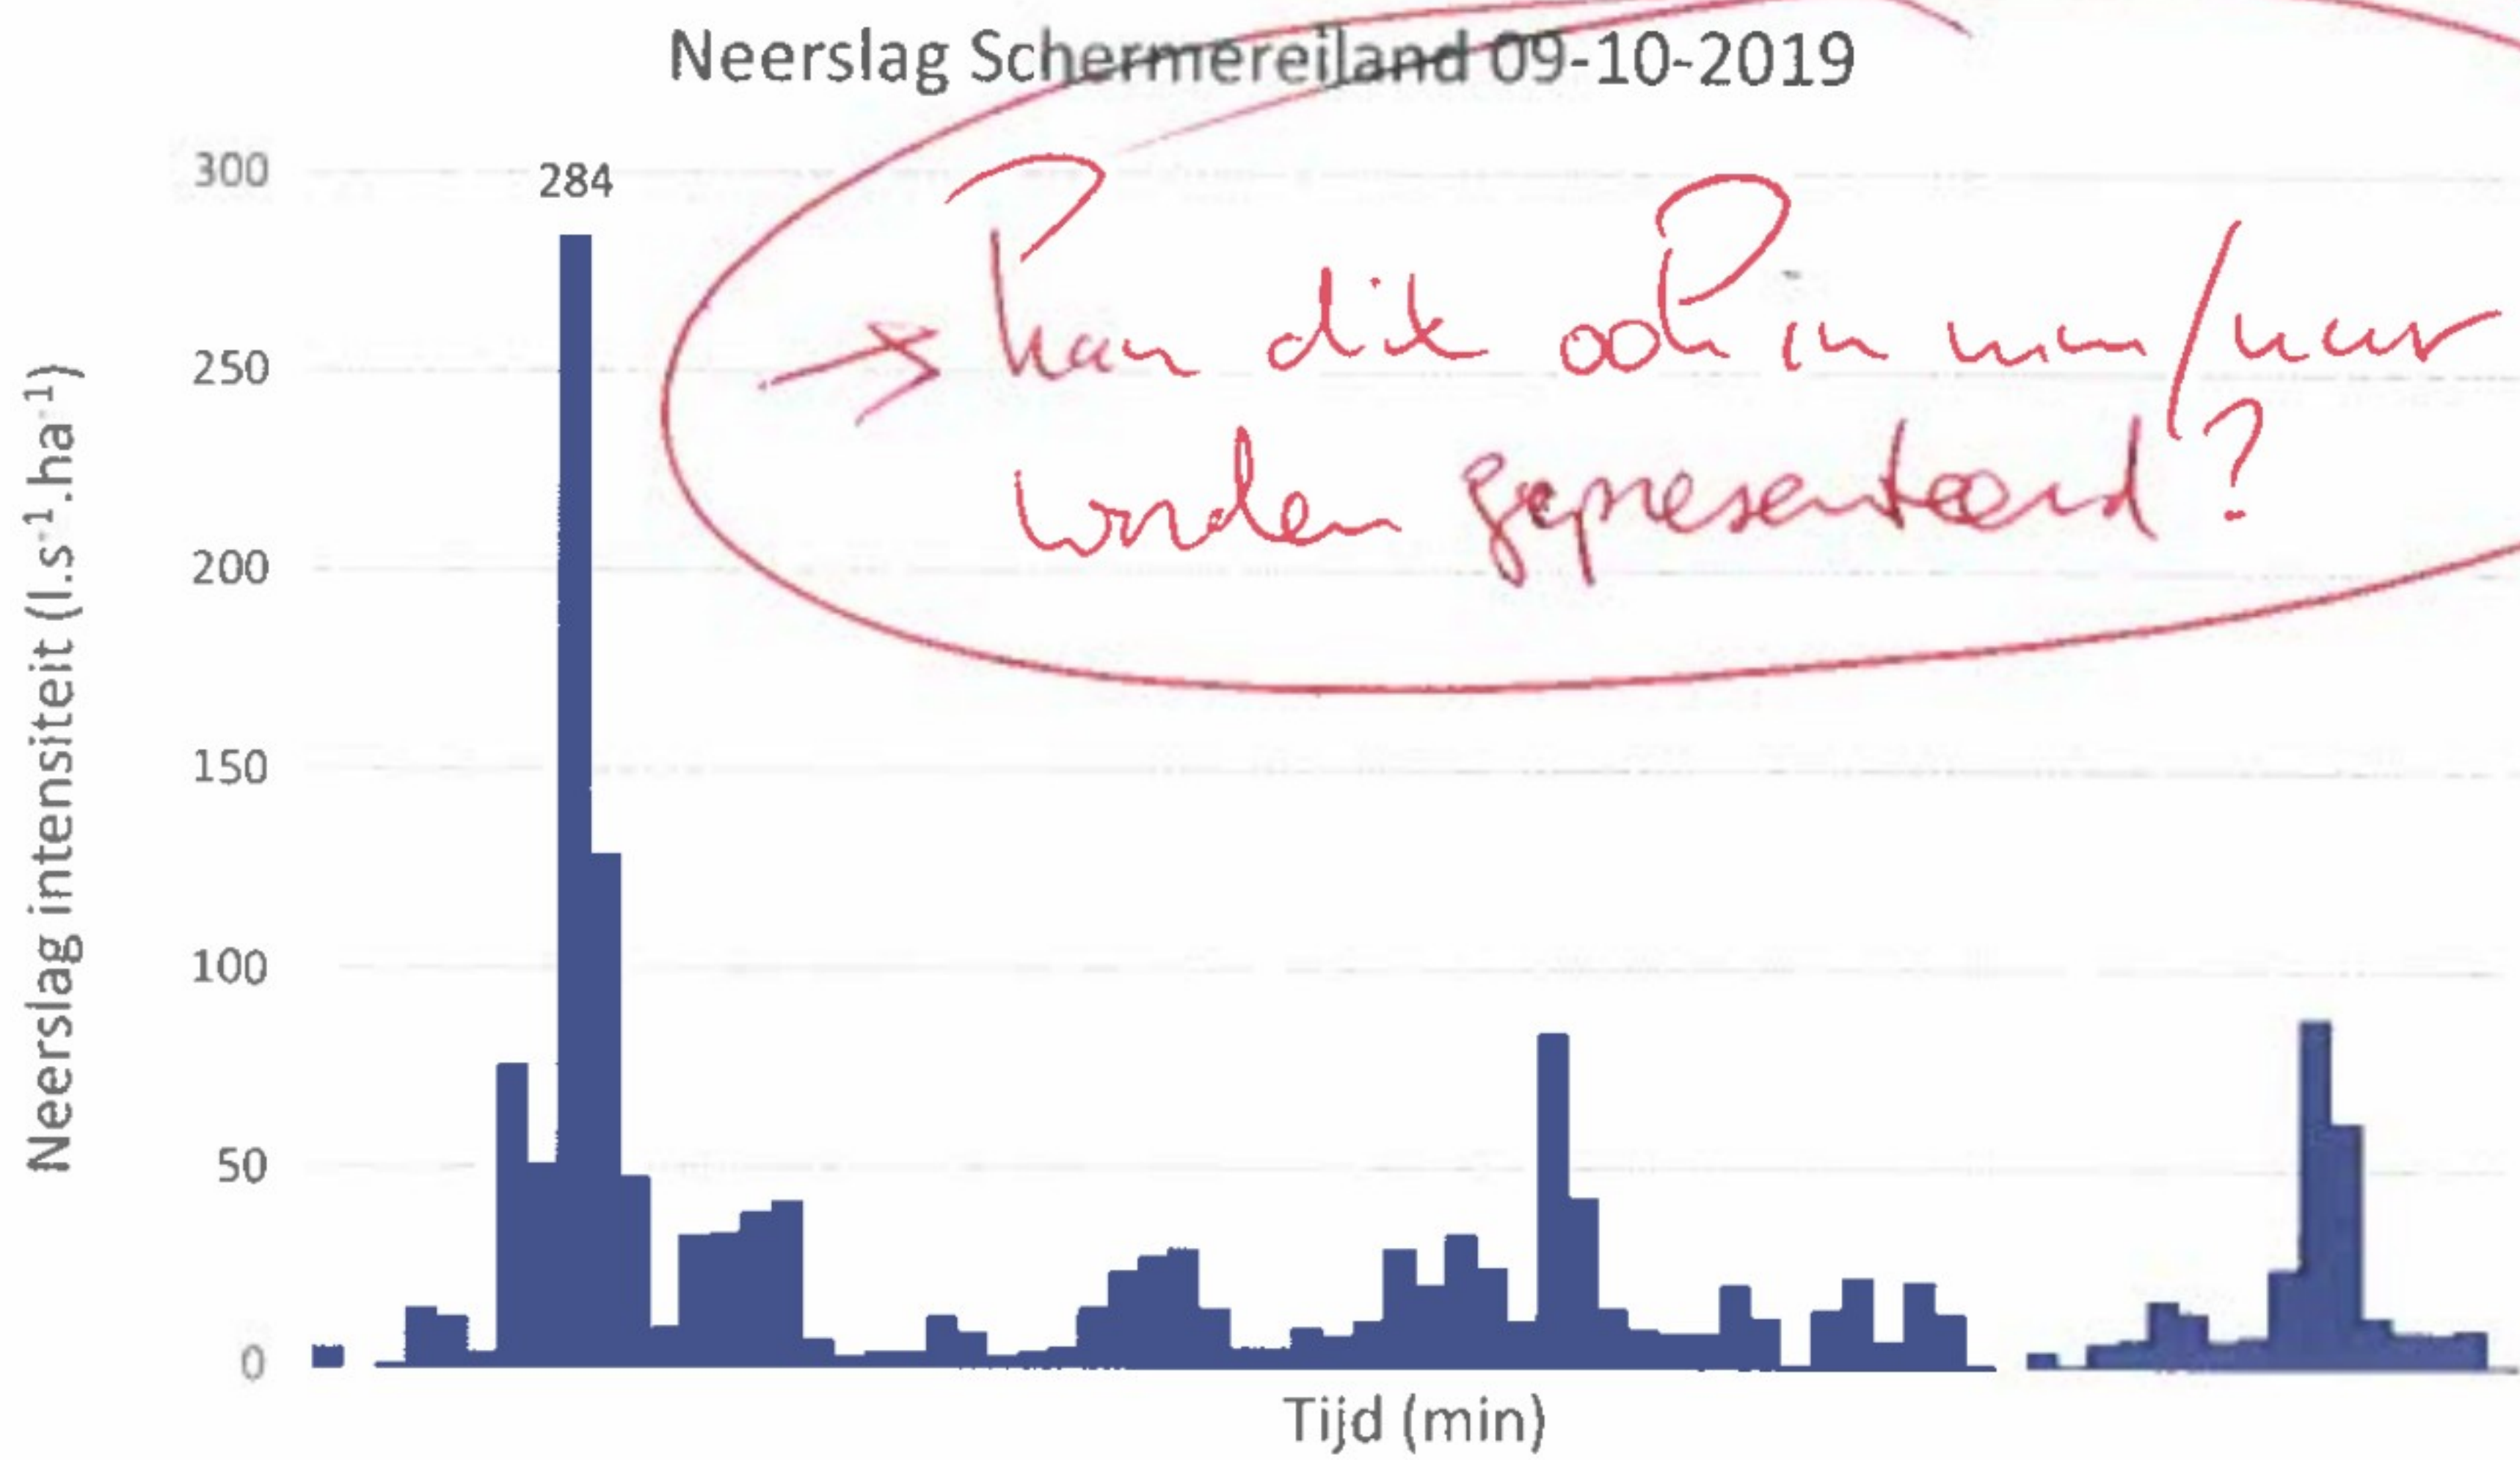 Neerslag Schermereiland 09-10-2019
300
284
→ kan dit ook in mm/uur
250
worden gepresenteerd?
200
150
100
50
0
Neerslag intensiteit (l.s⁻¹.ha⁻¹)
Tijd (min)